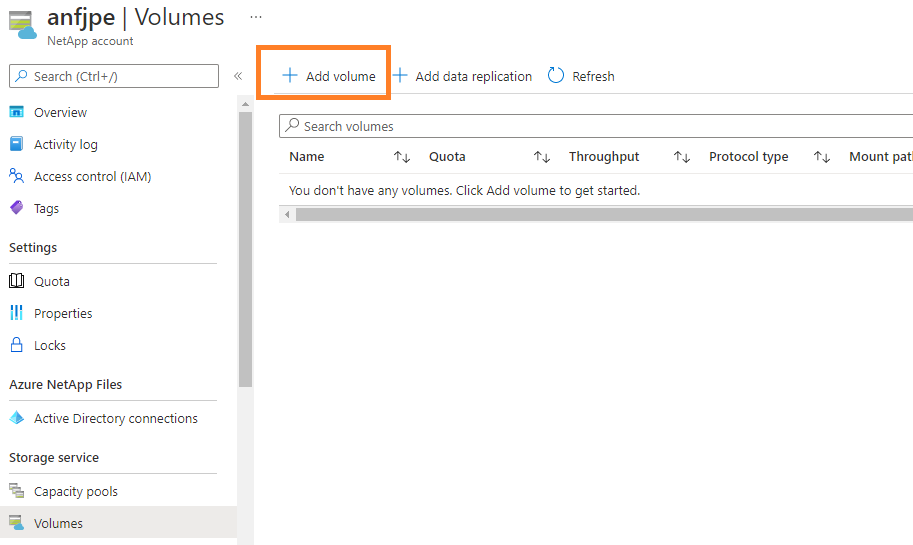 anfjpe | Volumes ...
NetApp account
Search (Ctrl+/)
«
Add volume
Add data replication
Refresh
Overview
Activity log
Access control (IAM)
Tags
Settings
Quota
Properties
Locks
Azure NetApp Files
Active Directory connections
Storage service
Capacity pools
Volumes
Search volumes
Name Quota Throughput Protocol type Mount path
You don't have any volumes. Click Add volume to get started.